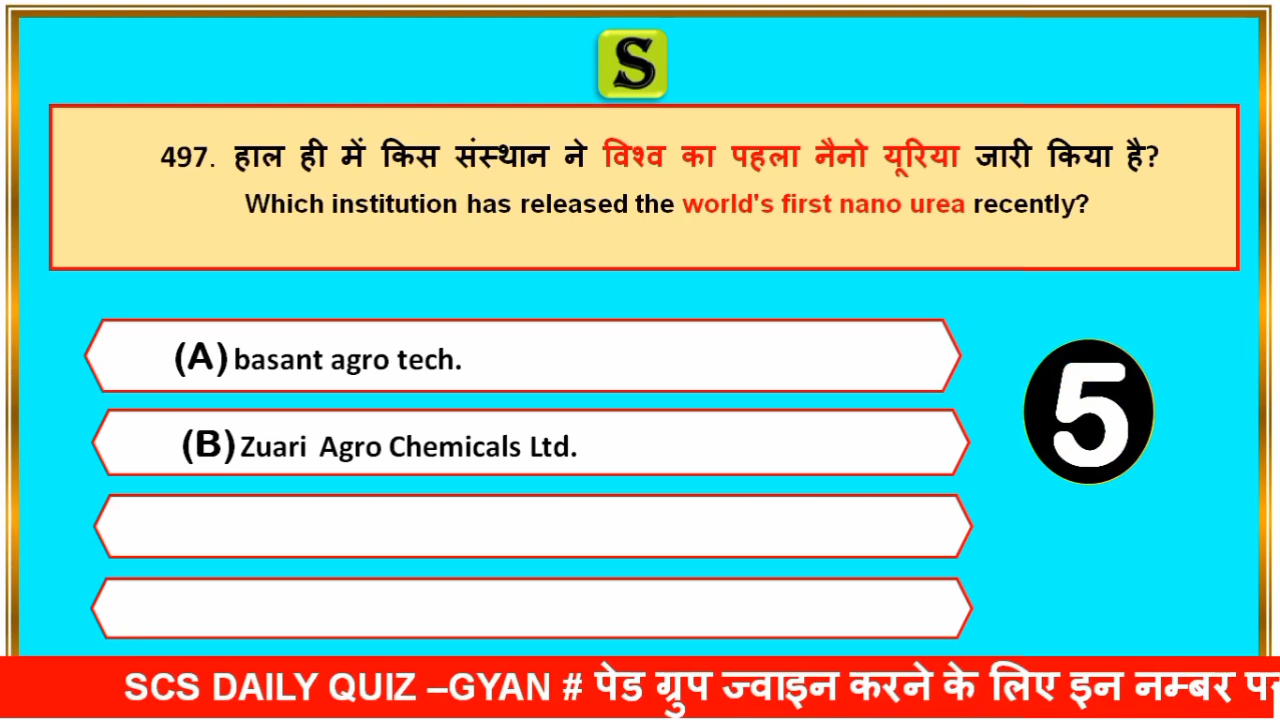 S
497. हाल ही में किस संस्थान ने विश्व का पहला नैनो यूरिया जारी किया है?
Which institution has released the world's first nano urea recently?
(A) basant agro tech.
(B) Zuari Agro Chemicals Ltd.
5
SCS DAILY QUIZ –GYAN # पेड ग्रुप ज्वाइन करने के लिए इन नम्बर